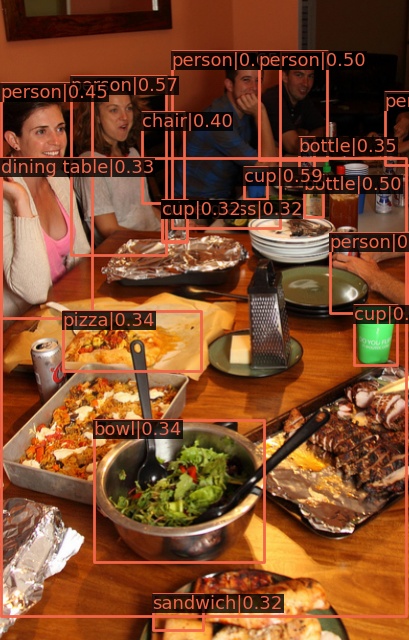 person|0.
person|0.50
person|0.57
person|0.45
pe
chair|0.40
bottle|0.35
dining table|0.33
cup|0.59
bottle|0.50
cup|0.32
ss|0.32
person|0
cup|0.
pizza|0.34
bowl|0.34
sandwich|0.32